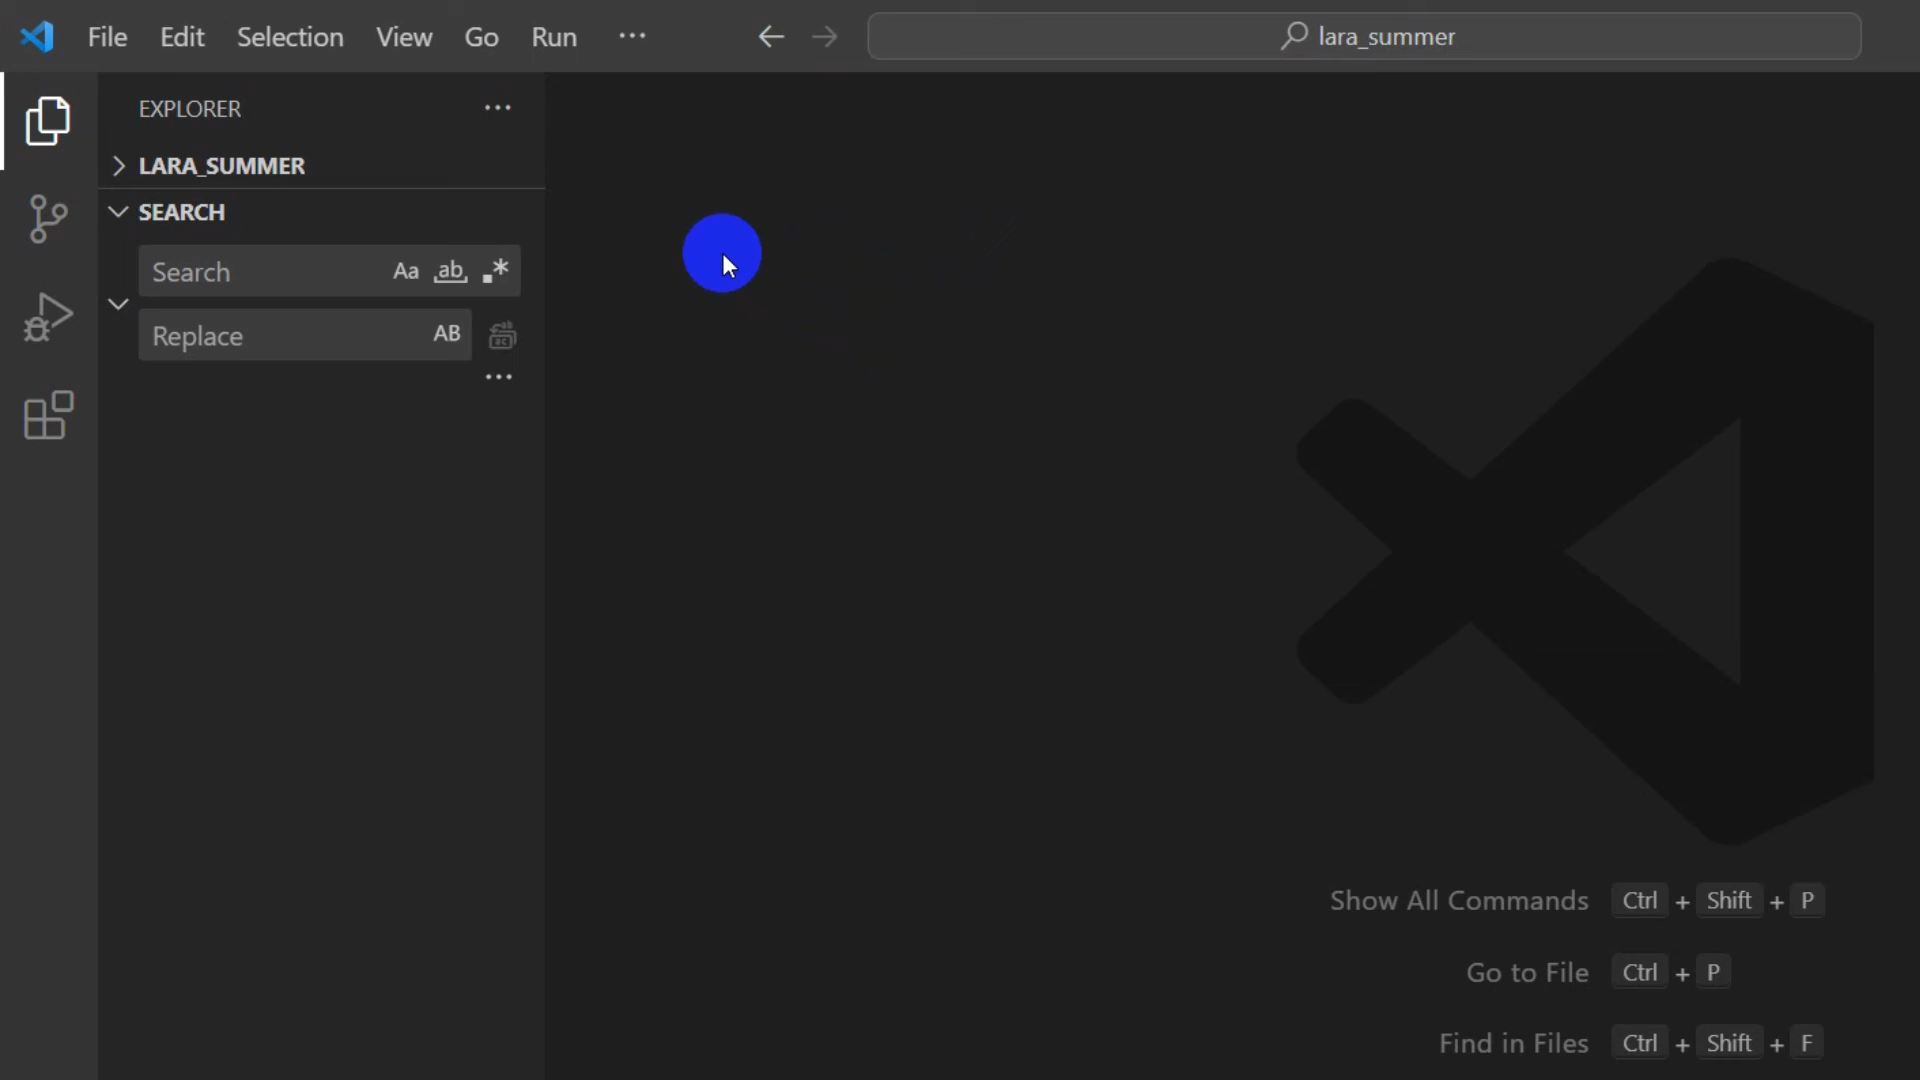 File Edit Selection View Go Run ··· lara_summer
EXPLORER ···
LARA_SUMMER
SEARCH
Search Aa ab .*
Replace AB
···
Show All Commands Ctrl + Shift + P
Go to File Ctrl + P
Find in Files Ctrl + Shift + F